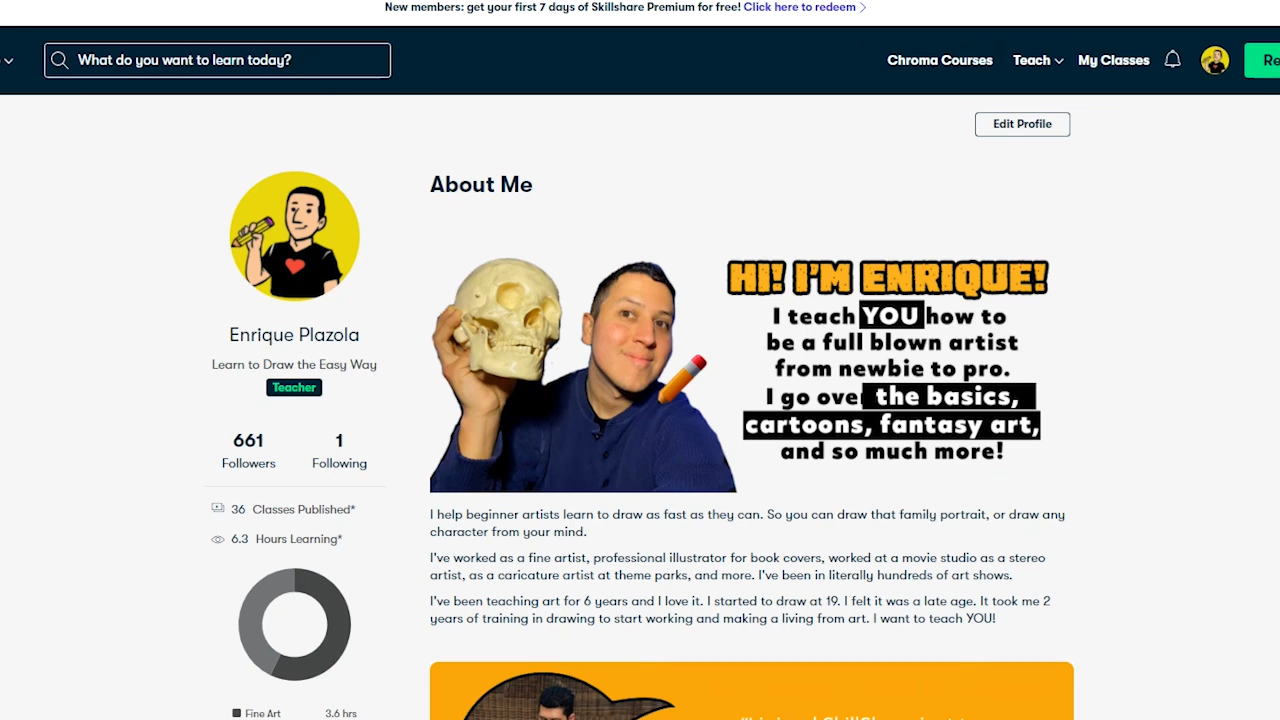 New members: get your first 7 days of Skillshare Premium for free! Click here to redeem
What do you want to learn today?
Chroma Courses Teach My Classes
Edit Profile
About Me
HI! I'M ENRIQUE!
I teach YOU how to
be a full blown artist
from newbie to pro.
I go over the basics,
cartoons, fantasy art,
and so much more!
Enrique Plazola
Learn to Draw the Easy Way
Teacher
661 1
Followers Following
36 Classes Published*
6.3 Hours Learning*
Fine Art 3.6 hrs
I help beginner artists learn to draw as fast as they can. So you can draw that family portrait, or draw any
character from your mind.
I've worked as a fine artist, professional illustrator for book covers, worked at a movie studio as a stereo
artist, as a caricature artist at theme parks, and more. I've been in literally hundreds of art shows.
I've been teaching art for 6 years and I love it. I started to draw at 19. I felt it was a late age. It took me 2
years of training in drawing to start working and making a living from art. I want to teach YOU!